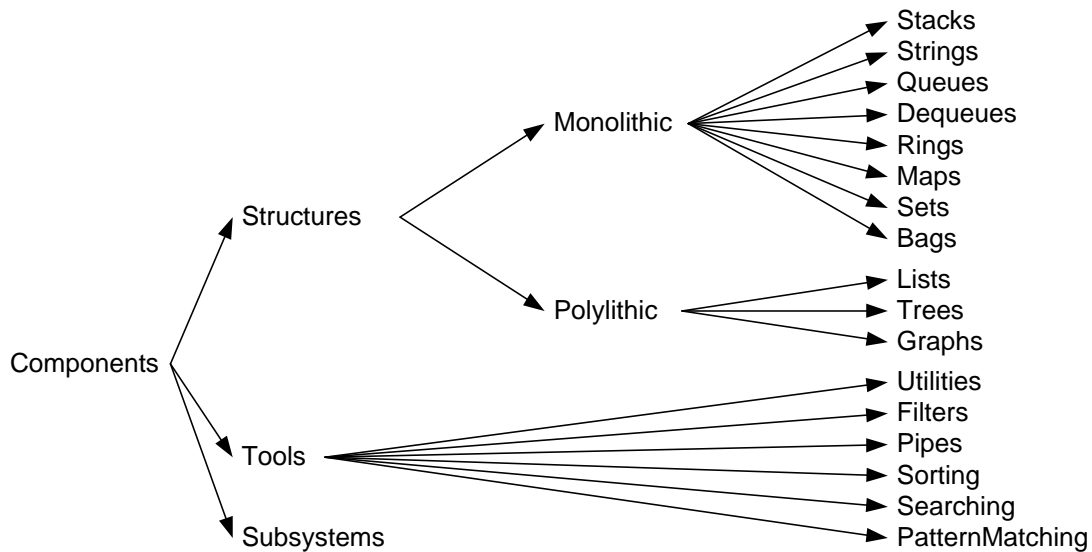 Components
Structures
Monolithic
Stacks
Strings
Queues
Dequeues
Rings
Maps
Sets
Bags
Polylithic
Lists
Trees
Graphs
Tools
Utilities
Filters
Pipes
Sorting
Searching
PatternMatching
Subsystems